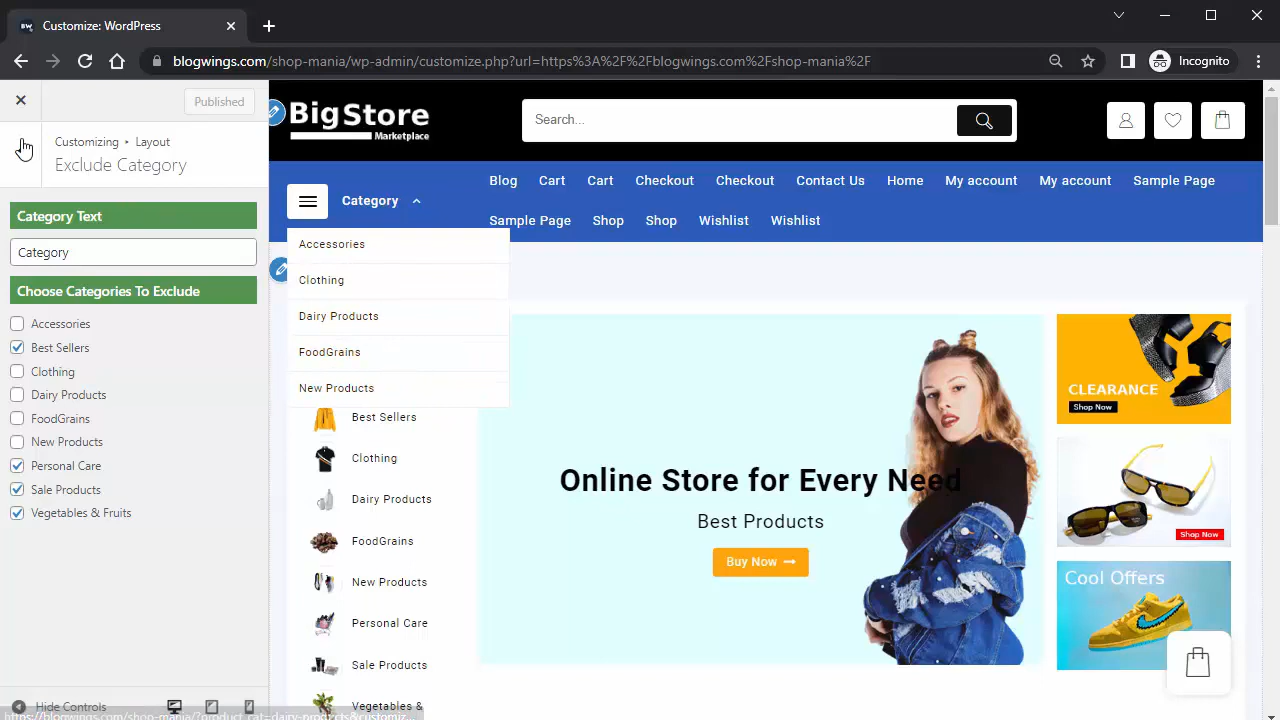 Customize: WordPress
blogwings.com/shop-mania/wp-admin/customize.php?url=https%3A%2F%2Fblogwings.com%2Fshop-mania%2F
Incognito
Published
Customizing ▸ Layout
Exclude Category
Category Text
Category
Choose Categories To Exclude
Accessories
Best Sellers
Clothing
Dairy Products
FoodGrains
New Products
Personal Care
Sale Products
Vegetables & Fruits
Hide Controls
BigStore
Marketplace
Search...
Category
Blog Cart Cart Checkout Checkout Contact Us Home My account My account Sample Page
Sample Page Shop Shop Wishlist Wishlist
Accessories
Clothing
Dairy Products
FoodGrains
New Products
Best Sellers
Clothing
Dairy Products
FoodGrains
New Products
Personal Care
Sale Products
Vegetables &
Online Store for Every Need
Best Products
Buy Now
CLEARANCE
Shop Now
Shop Now
Cool Offers